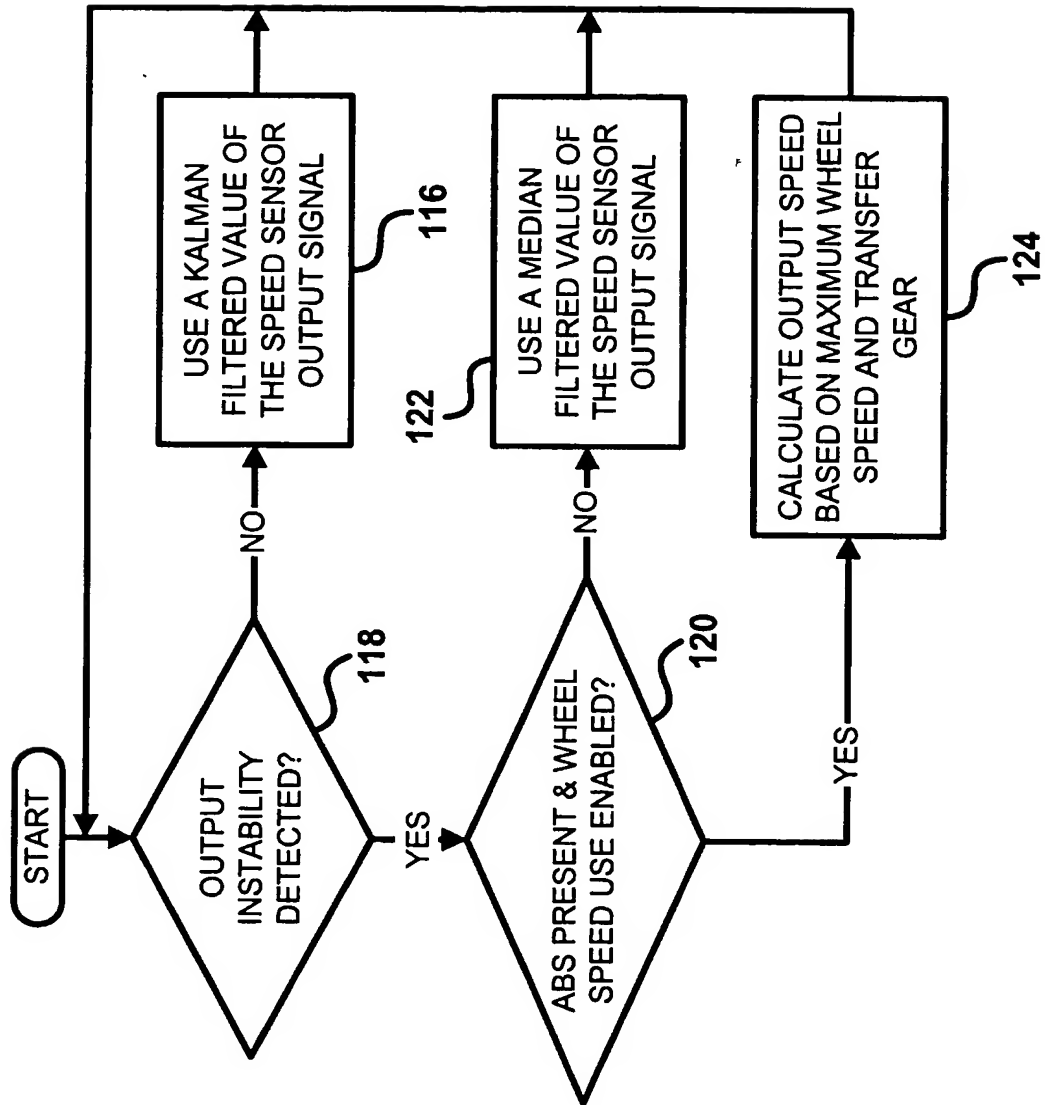 START
OUTPUT
INSTABILITY
DETECTED?
118
NO
USE A KALMAN
FILTERED VALUE OF
THE SPEED SENSOR
OUTPUT SIGNAL
116
YES
ABS PRESENT & WHEEL
SPEED USE ENABLED?
120
NO
USE A MEDIAN
FILTERED VALUE OF
THE SPEED SENSOR
OUTPUT SIGNAL
122
YES
CALCULATE OUTPUT SPEED
BASED ON MAXIMUM WHEEL
SPEED AND TRANSFER
GEAR
124